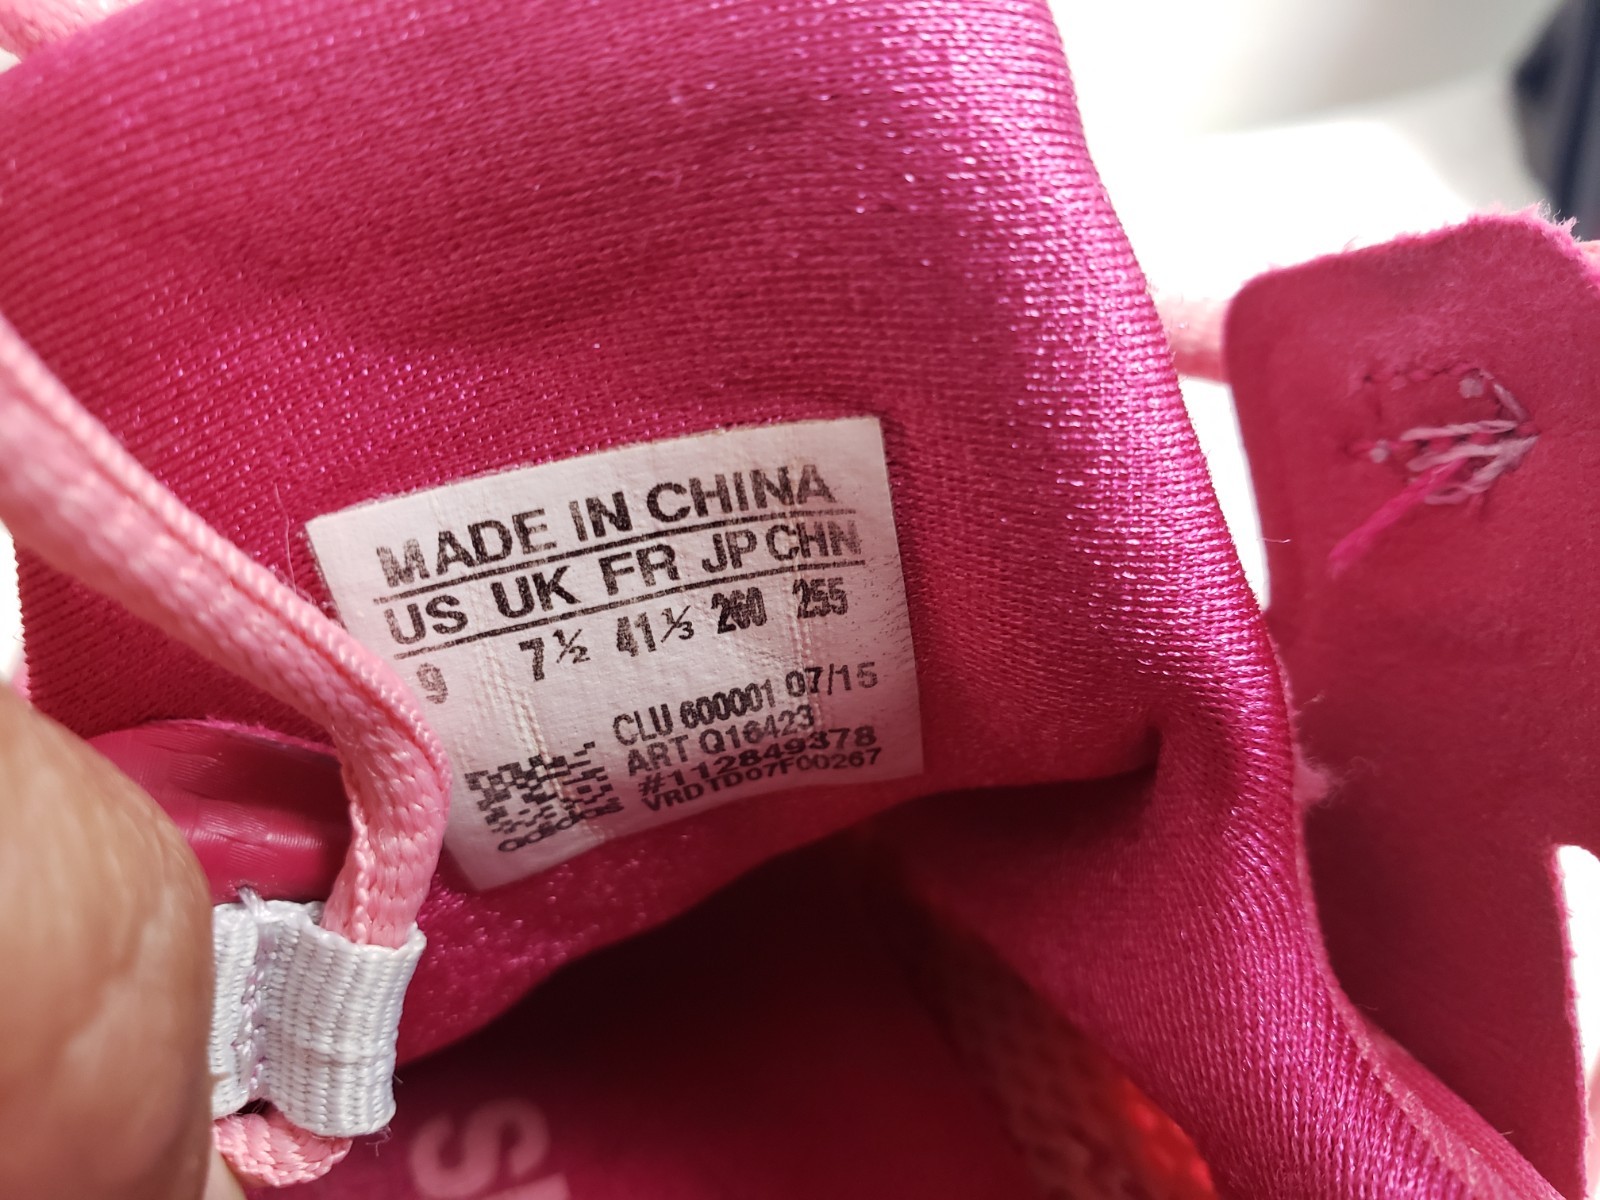 MADE IN CHINA
US UK FR JP CHN
9 7½ 41⅓ 260 255
CLU 600001 07/15
ART Q16423
#112849378
VRD1D07F00267
adidas
S